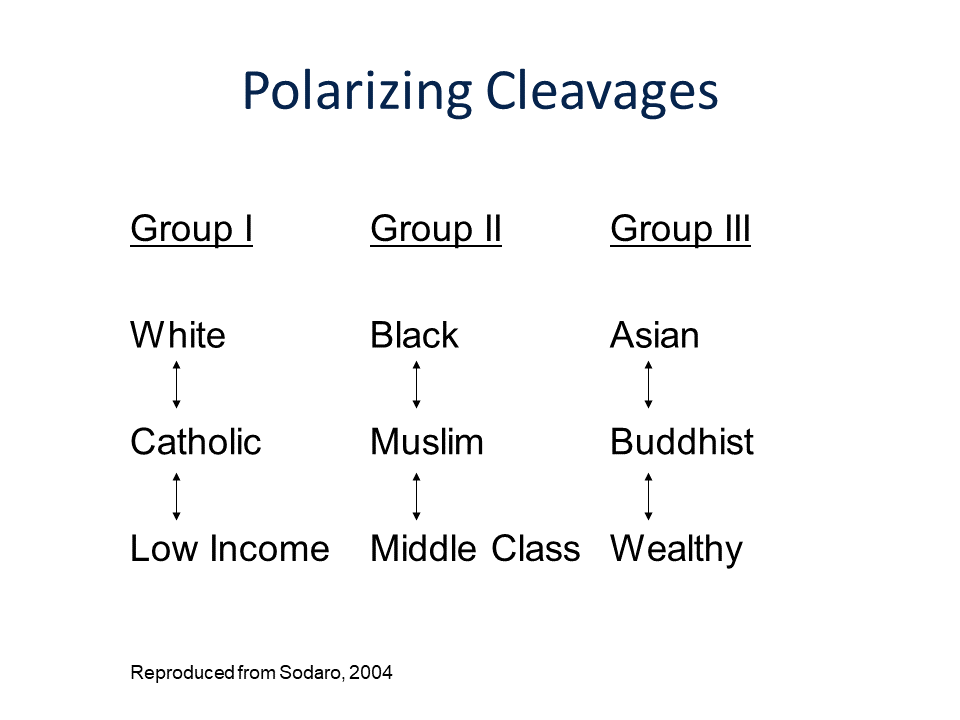 Polarizing Cleavages
Group I Group II Group III
White Black Asian
Catholic Muslim Buddhist
Low Income Middle Class Wealthy
Reproduced from Sodaro, 2004